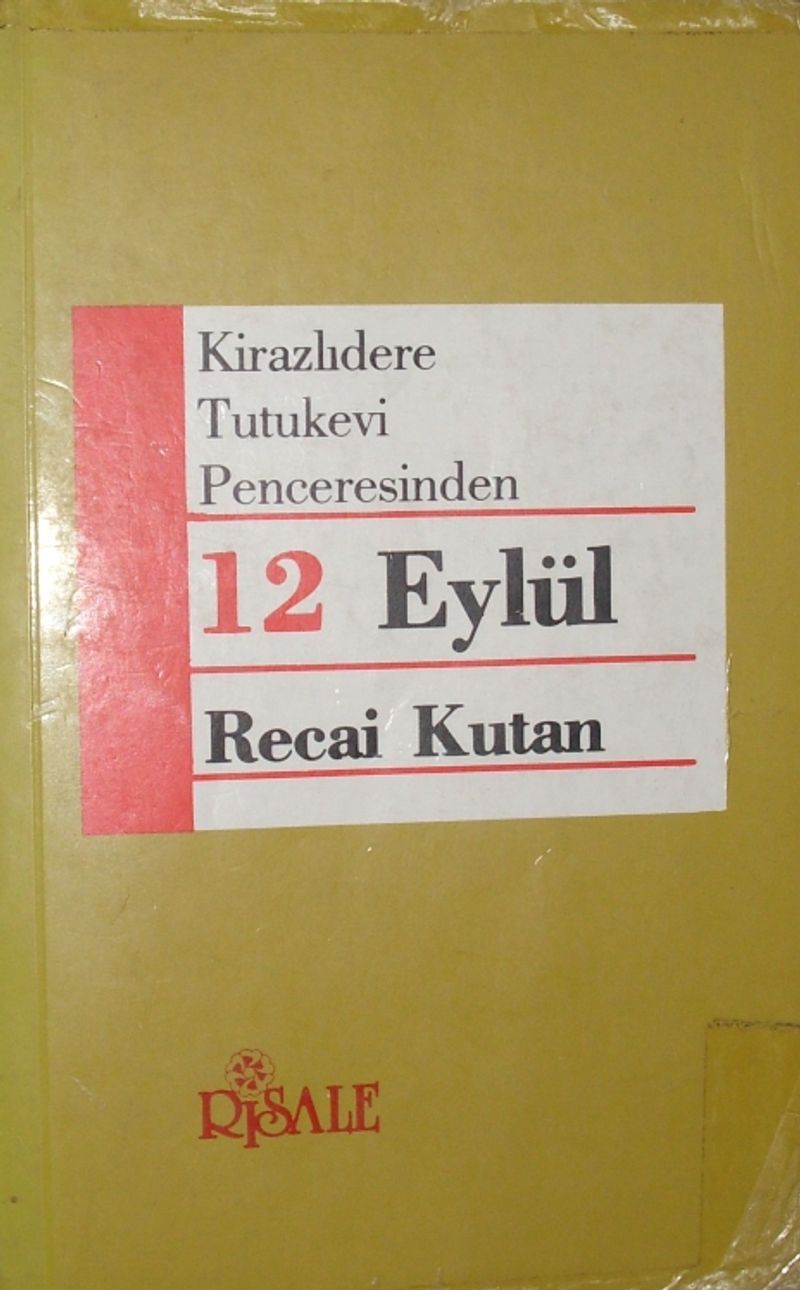 Kirazlıdere
Tutukevi
Penceresinden
12 Eylül
Recai Kutan
RİSALE